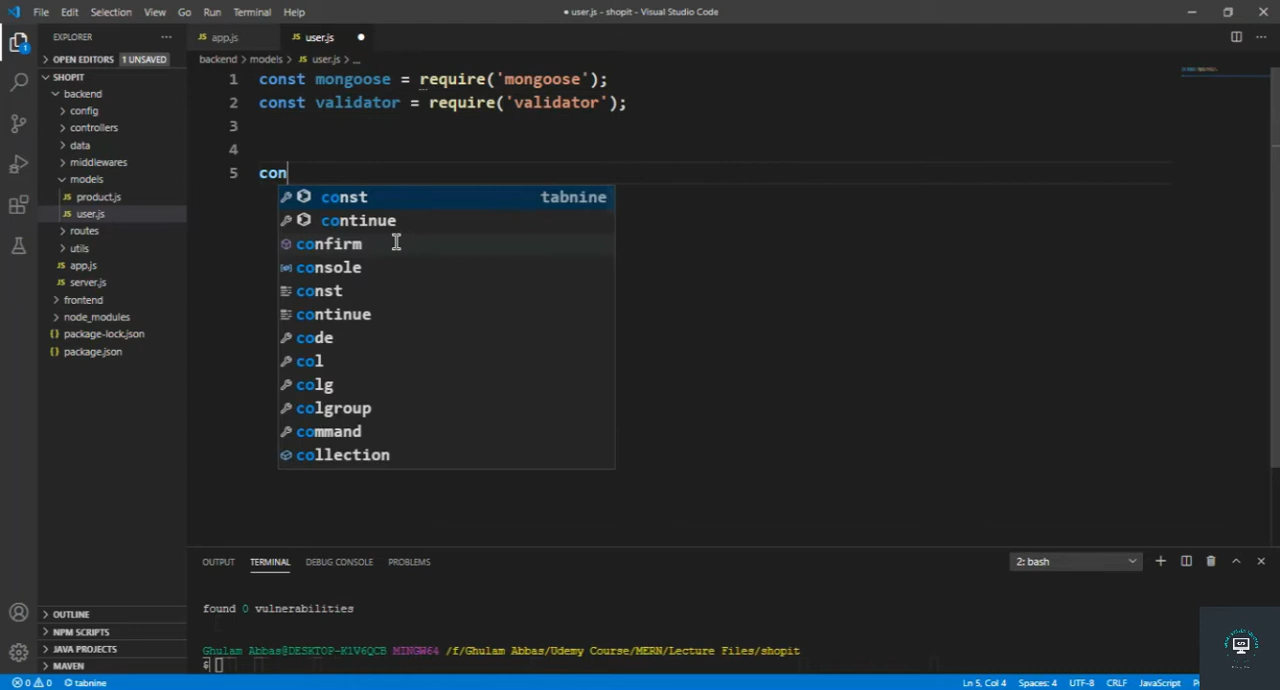 File Edit Selection View Go Run Terminal Help
● user.js - shopit - Visual Studio Code
EXPLORER
OPEN EDITORS 1 UNSAVED
SHOPIT
backend
config
controllers
data
middlewares
models
JS product.js
JS user.js
routes
utils
JS app.js
JS server.js
frontend
node_modules
{} package-lock.json
{} package.json
OUTLINE
NPM SCRIPTS
JAVA PROJECTS
MAVEN
JS app.js JS user.js ●
backend > models > JS user.js > ...
1 const mongoose = require('mongoose');
2 const validator = require('validator');
3
4
5 con
const tabnine
continue
confirm
console
const
continue
code
col
colg
colgroup
command
collection
OUTPUT TERMINAL DEBUG CONSOLE PROBLEMS 2: bash
found 0 vulnerabilities
Ghulam Abbas@DESKTOP-K1V6QCB MINGW64 /f/Ghulam Abbas/Udemy Course/MERN/Lecture Files/shopit
$
0 0 tabnine Ln 5, Col 4 Spaces: 4 UTF-8 CRLF JavaScript